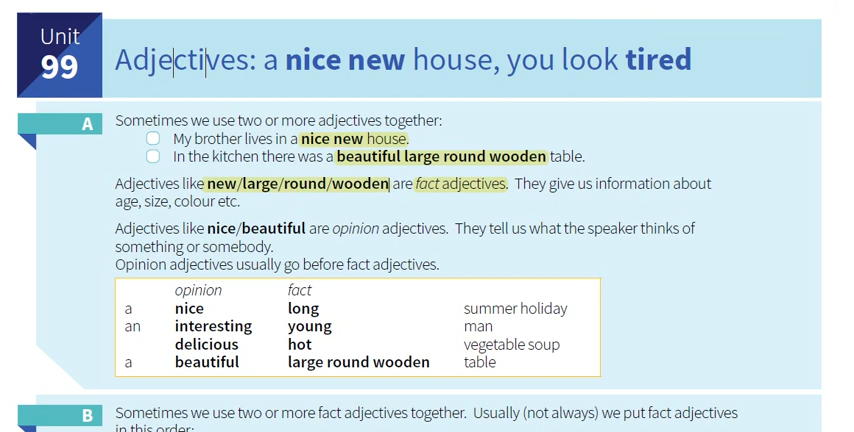 Unit
99
Adjectives: a nice new house, you look tired
A
Sometimes we use two or more adjectives together:
My brother lives in a nice new house.
In the kitchen there was a beautiful large round wooden table.
Adjectives like new/large/round/wooden are fact adjectives. They give us information about
age, size, colour etc.
Adjectives like nice/beautiful are opinion adjectives. They tell us what the speaker thinks of
something or somebody.
Opinion adjectives usually go before fact adjectives.
opinion fact
a nice long summer holiday
an interesting young man
delicious hot vegetable soup
a beautiful large round wooden table
B
Sometimes we use two or more fact adjectives together. Usually (not always) we put fact adjectives
in this order: